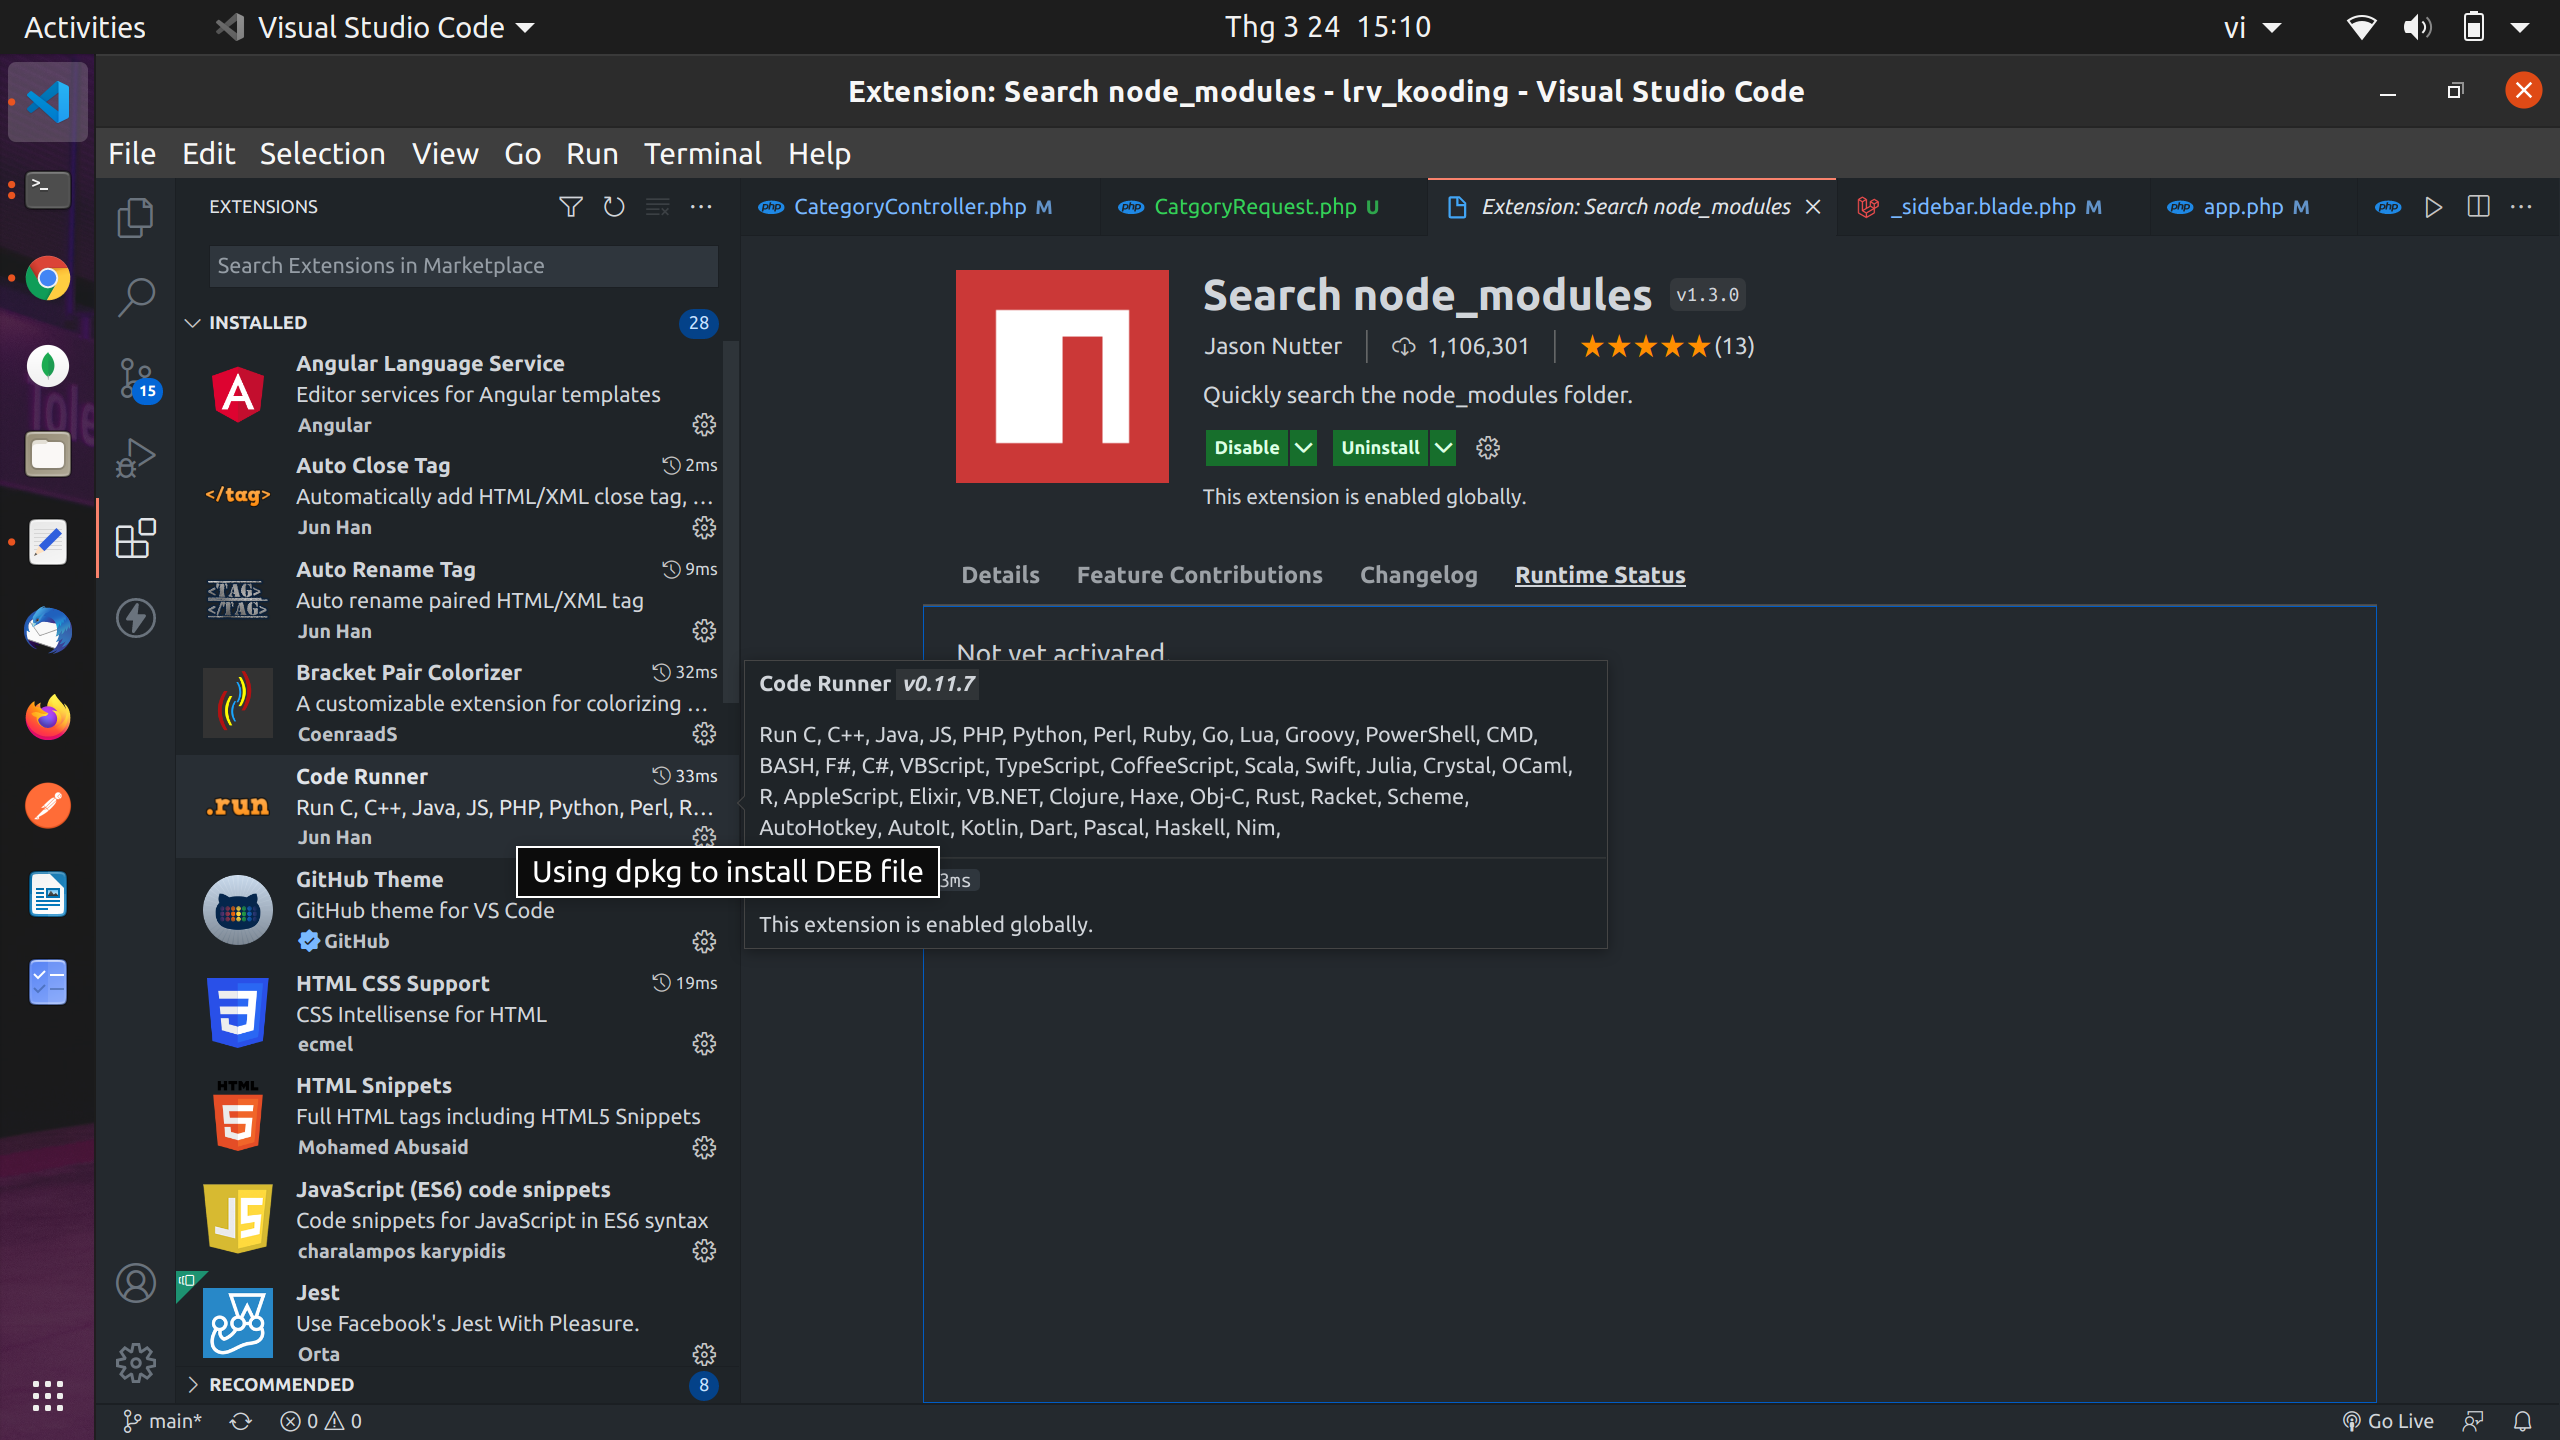 Activities
Visual Studio Code
Thg 3 24 15:10
vi
Extension: Search node_modules - lrv_kooding - Visual Studio Code
File Edit Selection View Go Run Terminal Help
EXTENSIONS
CategoryController.php M
CatgoryRequest.php U
Extension: Search node_modules
_sidebar.blade.php M
app.php M
Search Extensions in Marketplace
INSTALLED 28
15
Angular Language Service
Editor services for Angular templates
Angular
</tag>
Auto Close Tag 2ms
Automatically add HTML/XML close tag, ...
Jun Han
<TAG>
</TAG>
Auto Rename Tag 9ms
Auto rename paired HTML/XML tag
Jun Han
Bracket Pair Colorizer 32ms
A customizable extension for colorizing ...
CoenraadS
.run
Code Runner 33ms
Run C, C++, Java, JS, PHP, Python, Perl, R...
Jun Han
Using dpkg to install DEB file
GitHub Theme
GitHub theme for VS Code
GitHub
HTML CSS Support 19ms
CSS Intellisense for HTML
ecmel
HTML
5
HTML Snippets
Full HTML tags including HTML5 Snippets
Mohamed Abusaid
JS
JavaScript (ES6) code snippets
Code snippets for JavaScript in ES6 syntax
charalampos karypidis
Jest
Use Facebook's Jest With Pleasure.
Orta
RECOMMENDED 8
Search node_modules v1.3.0
Jason Nutter 1,106,301 (13)
Quickly search the node_modules folder.
Disable Uninstall
This extension is enabled globally.
Details Feature Contributions Changelog Runtime Status
Not yet activated.
Code Runner v0.11.7
Run C, C++, Java, JS, PHP, Python, Perl, Ruby, Go, Lua, Groovy, PowerShell, CMD,
BASH, F#, C#, VBScript, TypeScript, CoffeeScript, Scala, Swift, Julia, Crystal, OCaml,
R, AppleScript, Elixir, VB.NET, Clojure, Haxe, Obj-C, Rust, Racket, Scheme,
AutoHotkey, AutoIt, Kotlin, Dart, Pascal, Haskell, Nim,
3ms
This extension is enabled globally.
main* 0 0
Go Live